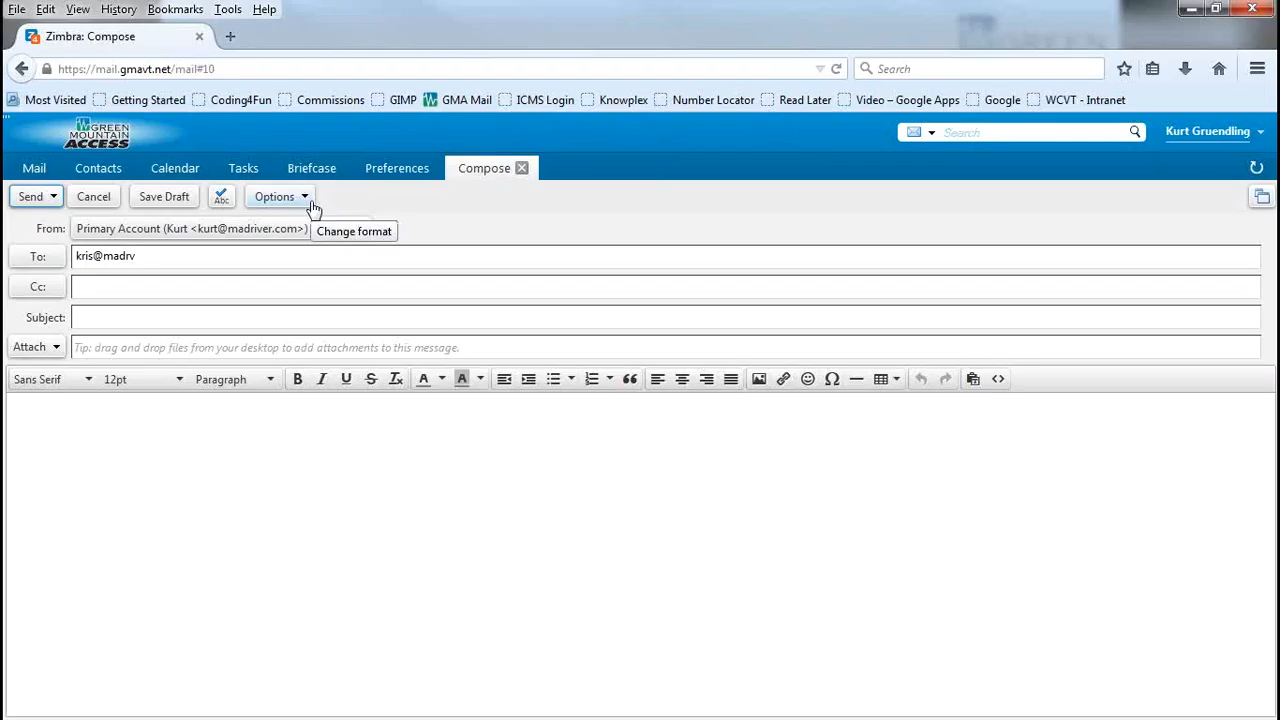 File Edit View History Bookmarks Tools Help
Zimbra: Compose
https://mail.gmavt.net/mail#10
Search
Most Visited Getting Started Coding4Fun Commissions GIMP GMA Mail ICMS Login Knowplex Number Locator Read Later Video – Google Apps Google WCVT - Intranet
GREEN
MOUNTAIN
ACCESS
Search
Kurt Gruendling
Mail Contacts Calendar Tasks Briefcase Preferences Compose
Send Cancel Save Draft Abc Options
From: Primary Account (Kurt <kurt@madriver.com>)
Change format
To: kris@madrv
Cc:
Subject:
Attach Tip: drag and drop files from your desktop to add attachments to this message.
Sans Serif 12pt Paragraph B I U S T A A